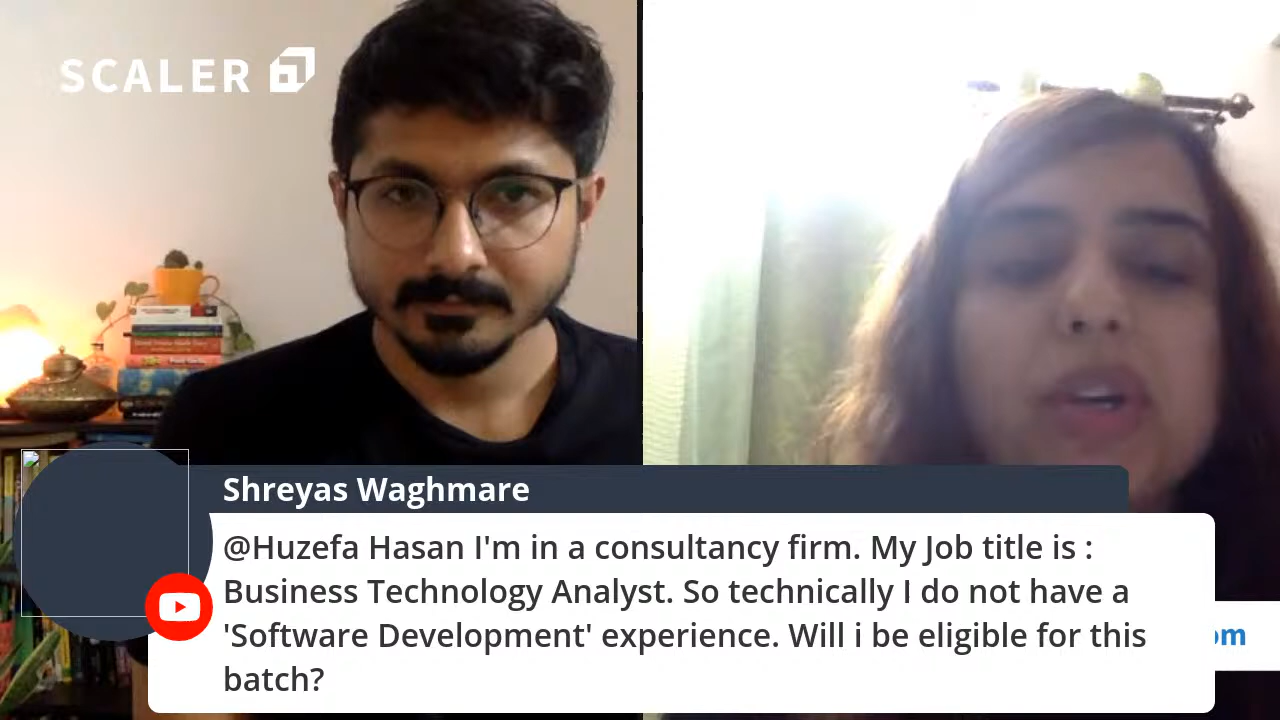 SCALER
Shreyas Waghmare
@Huzefa Hasan I'm in a consultancy firm. My Job title is :
Business Technology Analyst. So technically I do not have a
'Software Development' experience. Will i be eligible for this
batch?
om